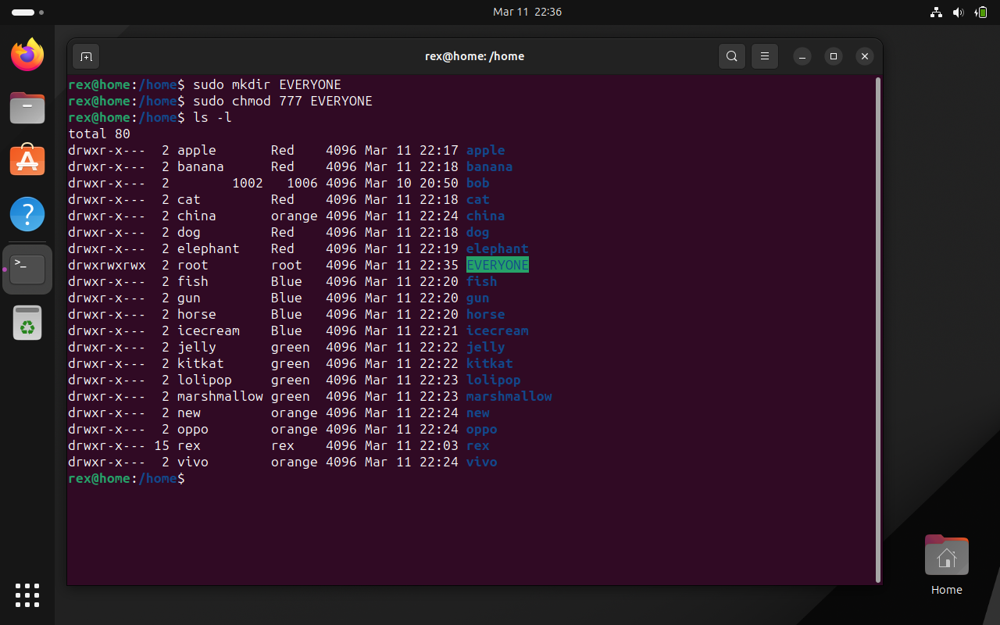 Mar 11 22:36
rex@home: /home
rex@home:/home$ sudo mkdir EVERYONE
rex@home:/home$ sudo chmod 777 EVERYONE
rex@home:/home$ ls -l
total 80
drwxr-x---  2 apple       Red    4096 Mar 11 22:17 apple
drwxr-x---  2 banana      Red    4096 Mar 11 22:18 banana
drwxr-x---  2        1002   1006 4096 Mar 10 20:50 bob
drwxr-x---  2 cat         Red    4096 Mar 11 22:18 cat
drwxr-x---  2 china       orange 4096 Mar 11 22:24 china
drwxr-x---  2 dog         Red    4096 Mar 11 22:18 dog
drwxr-x---  2 elephant    Red    4096 Mar 11 22:19 elephant
drwxrwxrwx  2 root        root   4096 Mar 11 22:35 EVERYONE
drwxr-x---  2 fish        Blue   4096 Mar 11 22:20 fish
drwxr-x---  2 gun         Blue   4096 Mar 11 22:20 gun
drwxr-x---  2 horse       Blue   4096 Mar 11 22:20 horse
drwxr-x---  2 icecream    Blue   4096 Mar 11 22:21 icecream
drwxr-x---  2 jelly       green  4096 Mar 11 22:22 jelly
drwxr-x---  2 kitkat      green  4096 Mar 11 22:22 kitkat
drwxr-x---  2 lolipop     green  4096 Mar 11 22:23 lolipop
drwxr-x---  2 marshmallow green  4096 Mar 11 22:23 marshmallow
drwxr-x---  2 new         orange 4096 Mar 11 22:24 new
drwxr-x---  2 oppo        orange 4096 Mar 11 22:24 oppo
drwxr-x--- 15 rex         rex    4096 Mar 11 22:03 rex
drwxr-x---  2 vivo        orange 4096 Mar 11 22:24 vivo
rex@home:/home$
Home